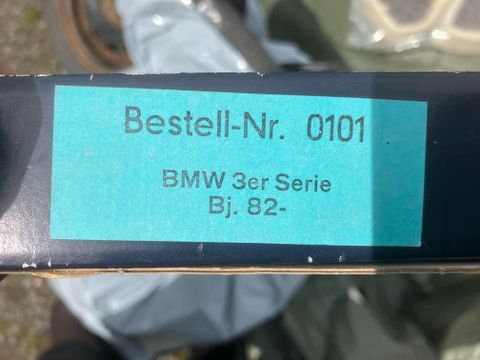 Bestell-Nr. 0101
BMW 3er Serie
Bj. 82-